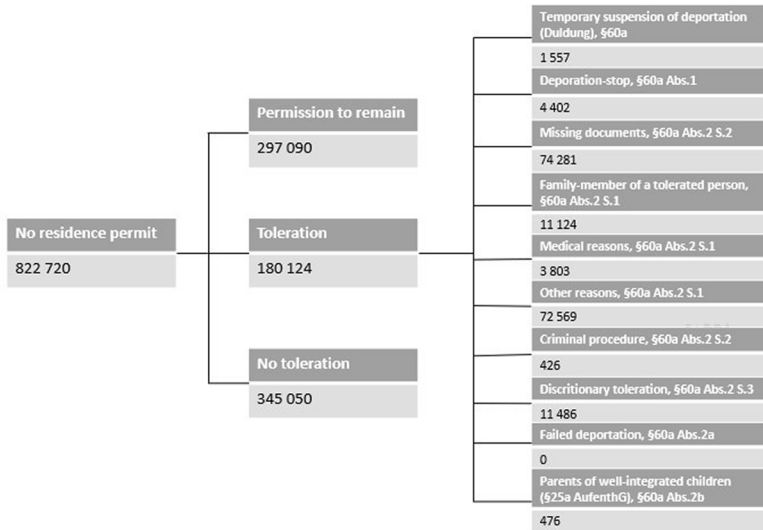 No residence permit
822 720
Permission to remain
297 090
Toleration
180 124
No toleration
345 050
Temporary suspension of deportation
(Duldung), §60a
1 557
Deporation-stop, §60a Abs.1
4 402
Missing documents, §60a Abs.2 S.2
74 281
Family-member of a tolerated person,
§60a Abs.2 S.1
11 124
Medical reasons, §60a Abs.2 S.1
3 803
Other reasons, §60a Abs.2 S.1
72 569
Criminal procedure, §60a Abs.2 S.2
426
Discritionary toleration, §60a Abs.2 S.3
11 486
Failed deportation, §60a Abs.2a
0
Parents of well-integrated children
(§25a AufenthG), §60a Abs.2b
476